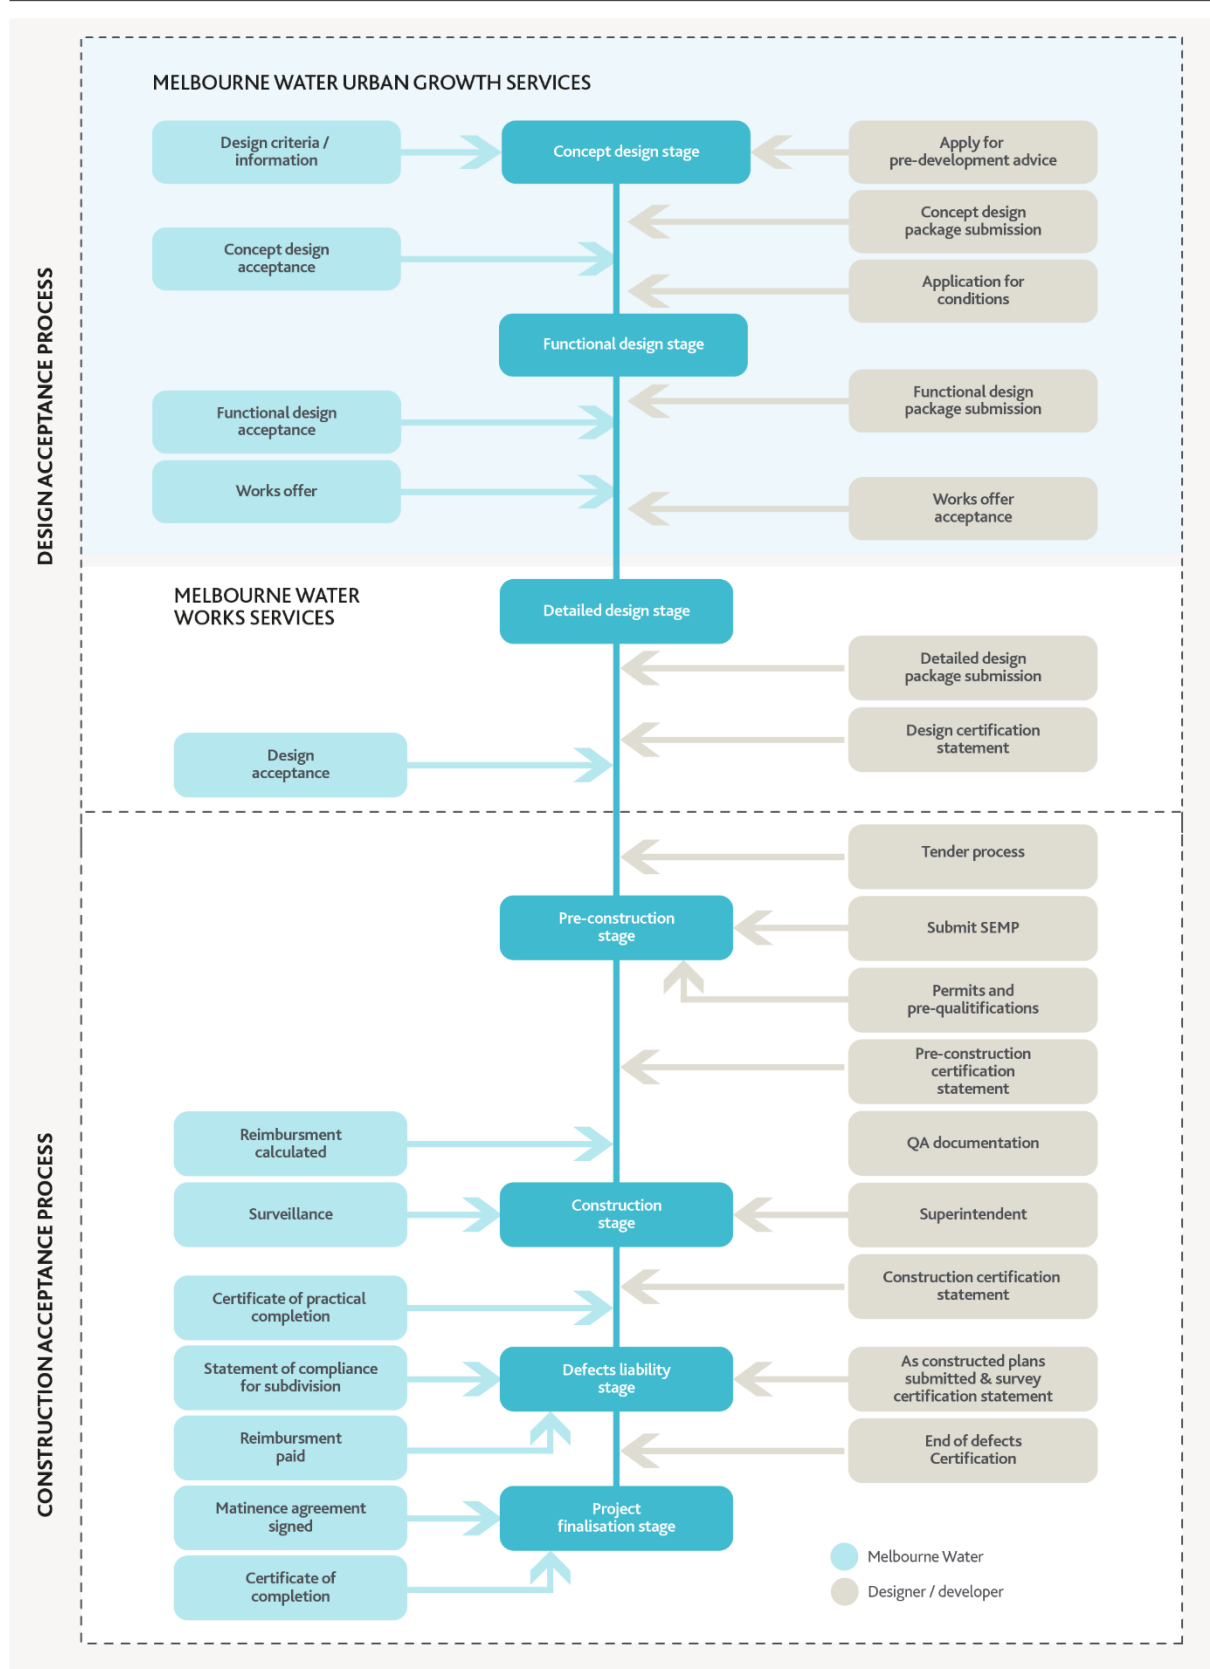 MELBOURNE WATER URBAN GROWTH SERVICES
Design criteria /
information
Concept design stage
Apply for
pre-development advice
Concept design
package submission
Concept design
acceptance
Application for
conditions
Functional design stage
Functional design
package submission
Functional design
acceptance
Works offer
Works offer
acceptance
DESIGN ACCEPTANCE PROCESS
MELBOURNE WATER
WORKS SERVICES
Detailed design stage
Detailed design
package submission
Design certification
statement
Design
acceptance
Tender process
Pre-construction
stage
Submit SEMP
Permits and
pre-qualitifications
Pre-construction
certification
statement
Reimbursment
calculated
QA documentation
Surveillance
Construction
stage
Superintendent
Construction certification
statement
Certificate of practical
completion
Statement of compliance
for subdivision
Defects liability
stage
As constructed plans
submitted & survey
certification statement
Reimbursment
paid
End of defects
Certification
Matinence agreement
signed
Project
finalisation stage
Certificate of
completion
CONSTRUCTION ACCEPTANCE PROCESS
Melbourne Water
Designer / developer